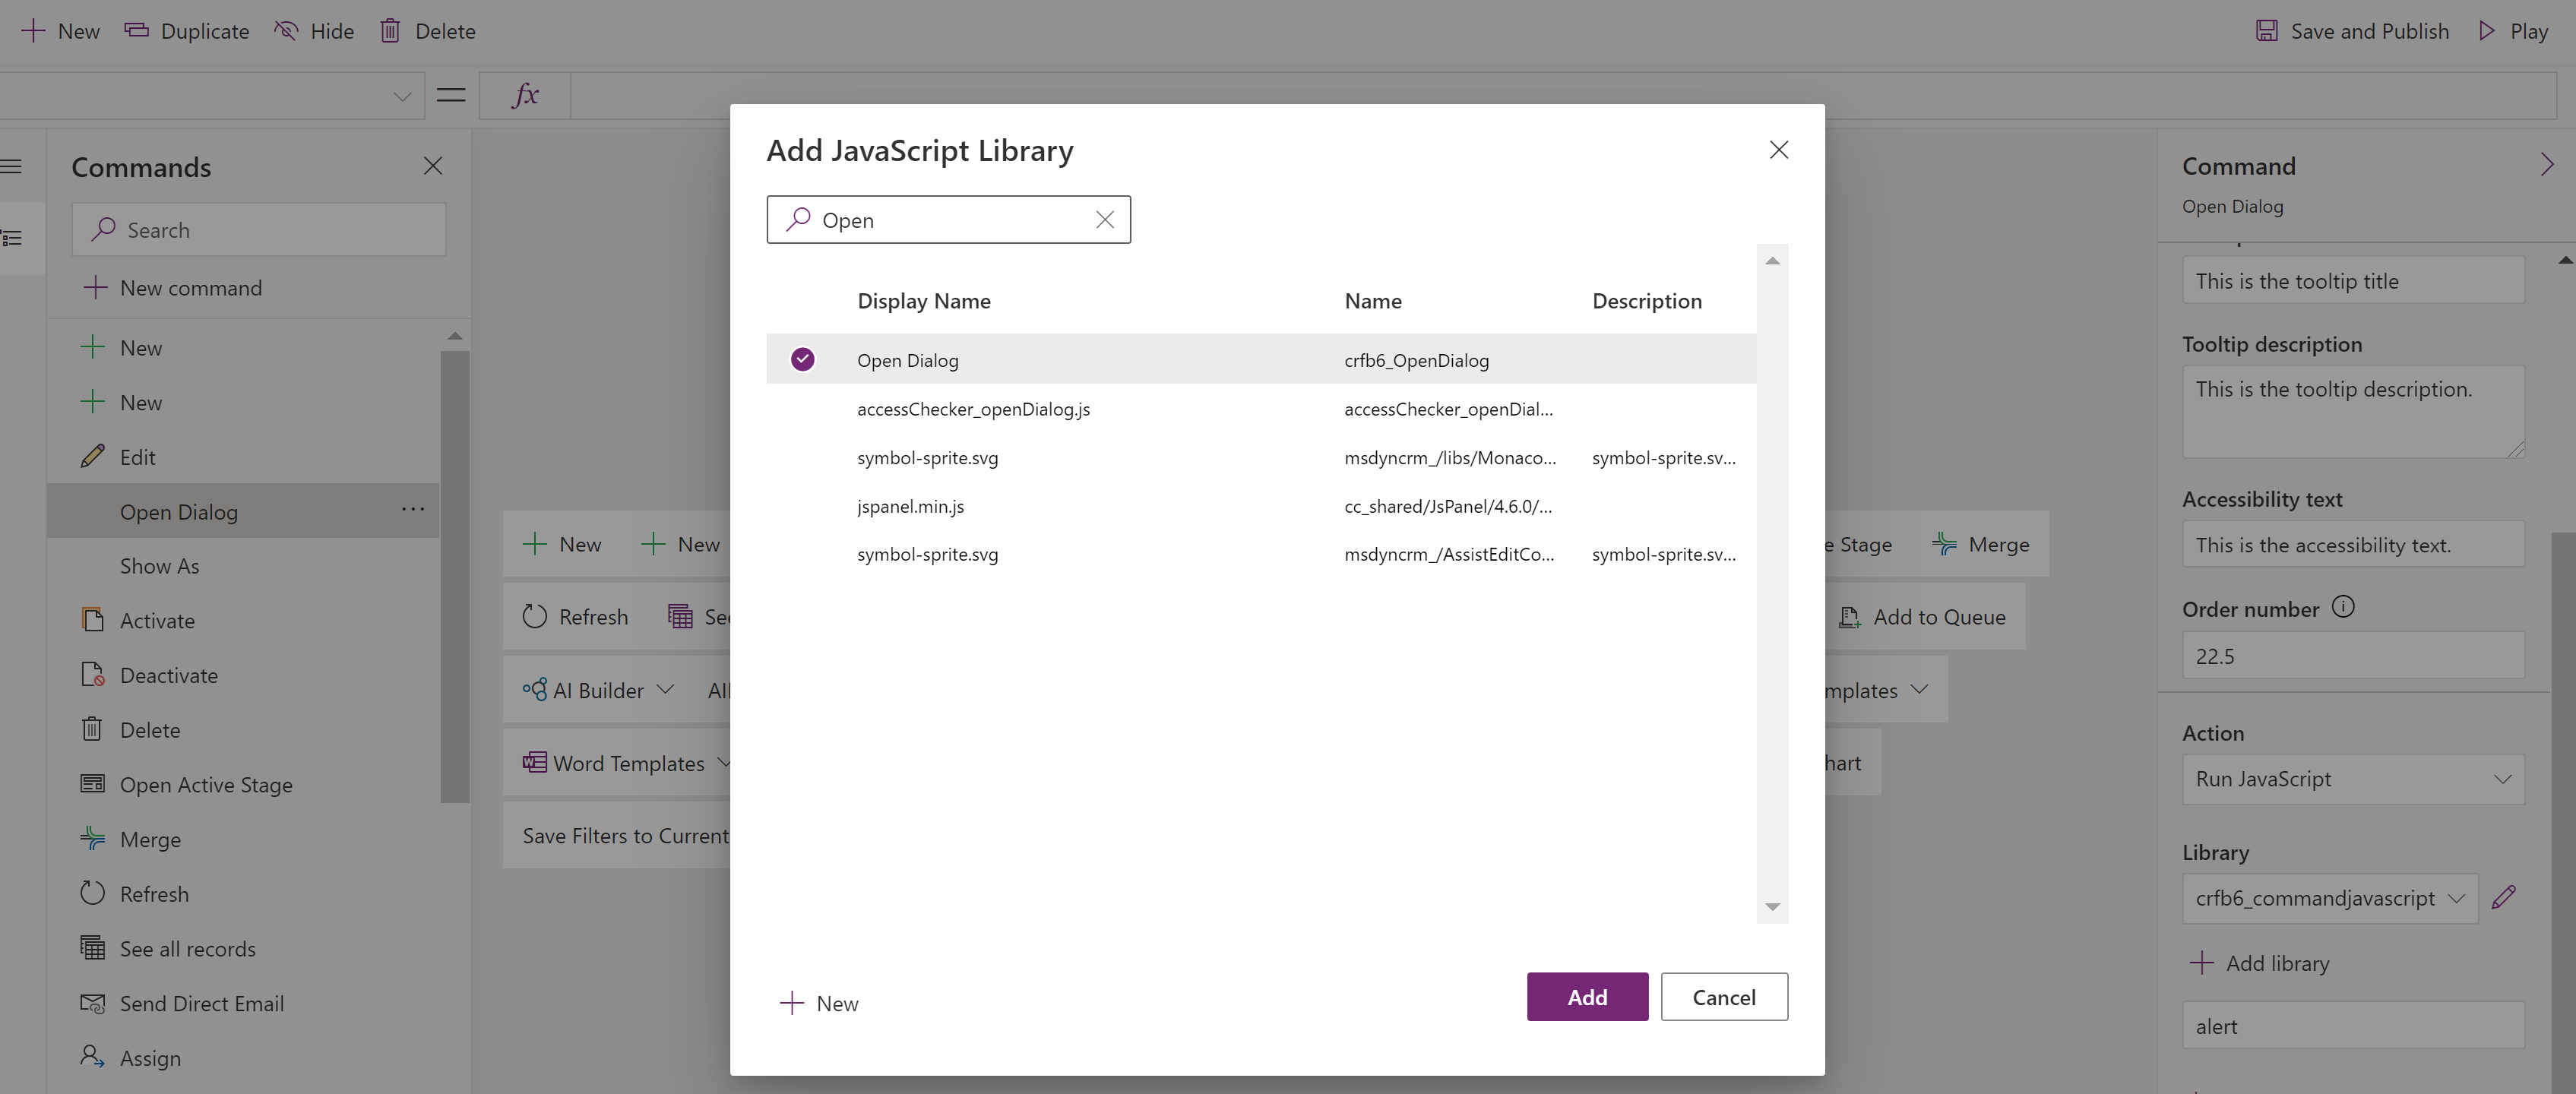 New Duplicate Hide Delete Save and Publish Play
fx
Commands
Search
New command
New
New
Edit
Open Dialog
Show As
Activate
Deactivate
Delete
Open Active Stage
Merge
Refresh
See all records
Send Direct Email
Assign
New New
Refresh
AI Builder
Word Templates
Save Filters to Current
Add JavaScript Library
Open
Display Name Name Description
Open Dialog crfb6_OpenDialog
accessChecker_openDialog.js accessChecker_openDial...
symbol-sprite.svg msdyncrm_/libs/Monaco... symbol-sprite.sv...
jspanel.min.js cc_shared/JsPanel/4.6.0/...
symbol-sprite.svg msdyncrm_/AssistEditCo... symbol-sprite.sv...
New Add Cancel
Stage Merge
Add to Queue
Command
Open Dialog
This is the tooltip title
Tooltip description
This is the tooltip description.
Accessibility text
This is the accessibility text.
Order number
22.5
Action
Run JavaScript
Library
crfb6_commandjavascript
Add library
alert